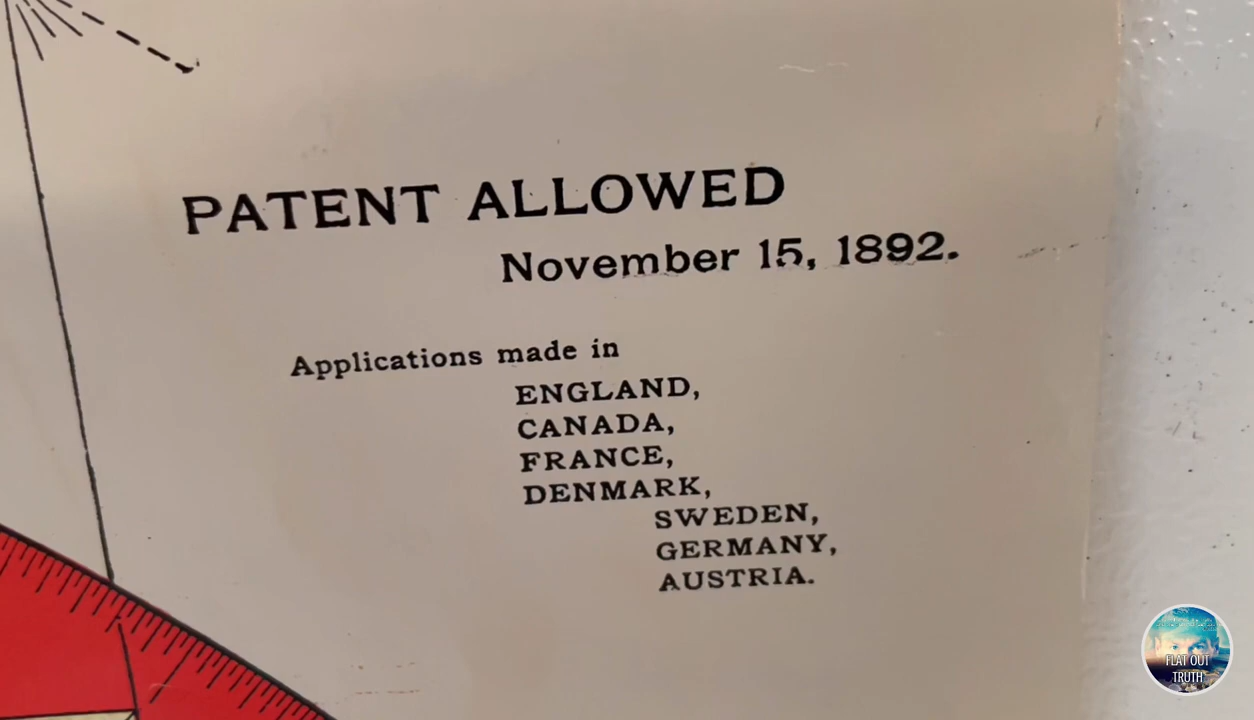 PATENT ALLOWED
November 15, 1892.
Applications made in
ENGLAND,
CANADA,
FRANCE,
DENMARK,
SWEDEN,
GERMANY,
AUSTRIA.
FLAT OUT
TRUTH